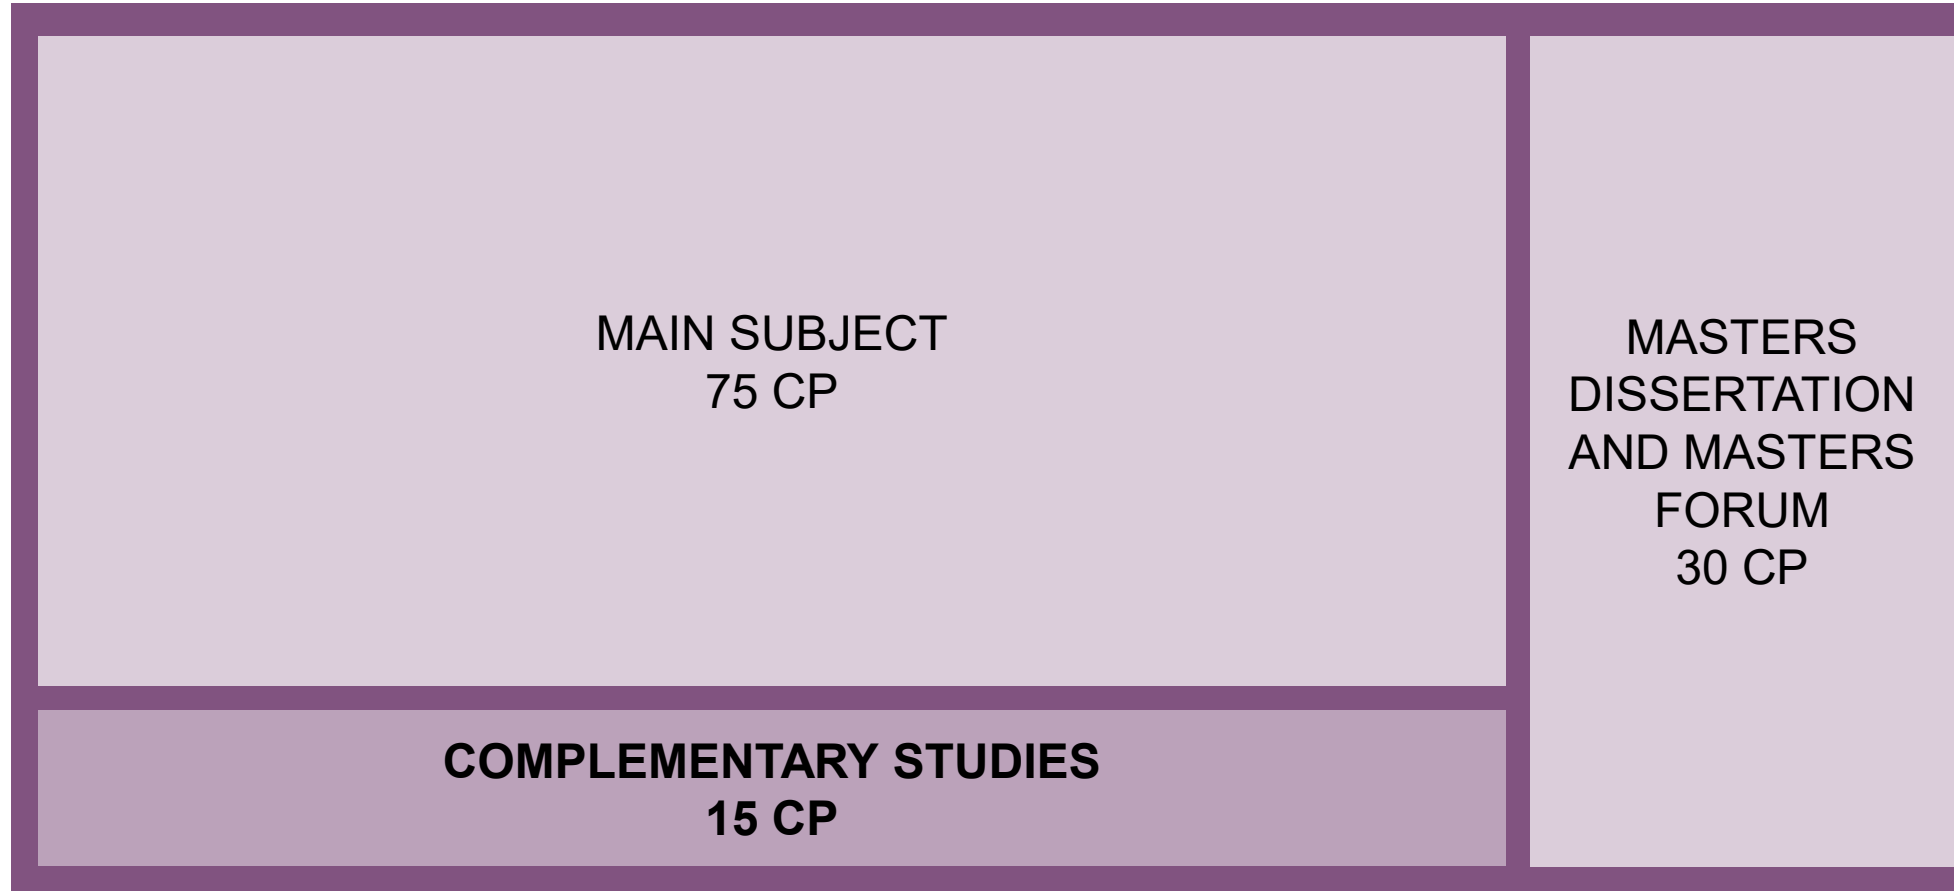 MAIN SUBJECT
75 CP
COMPLEMENTARY STUDIES
15 CP
MASTERS
DISSERTATION
AND MASTERS
FORUM
30 CP